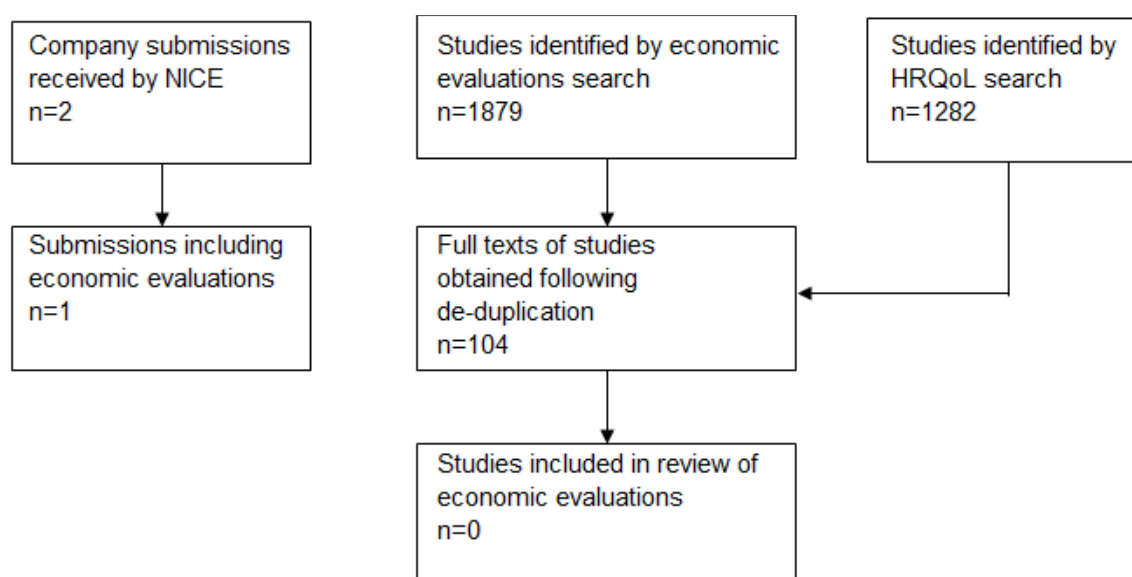 Company submissions
received by NICE
n=2
Studies identified by economic
evaluations search
n=1879
Studies identified by
HRQoL search
n=1282
Submissions including
economic evaluations
n=1
Full texts of studies
obtained following
de-duplication
n=104
Studies included in review of
economic evaluations
n=0